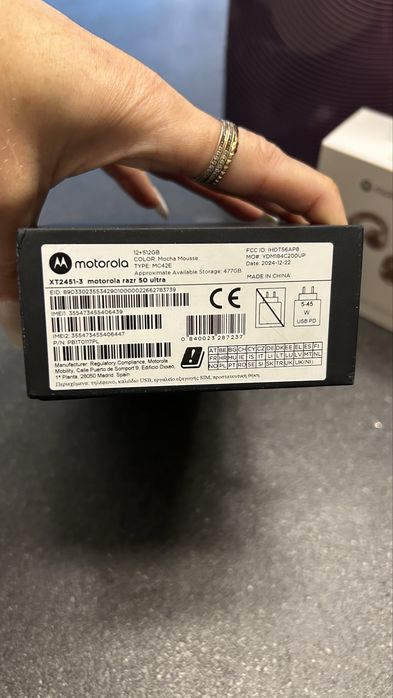 motorola
12+512GB
COLOR: Mocha Mousse
TYPE: MC42E
Approximate Available Storage: 477GB
FCC ID: IHDT56AP8
MO#: YDM184C200UP
Date: 2024-12-22
MADE IN CHINA
XT2451-3 motorola razr 50 ultra
EID: 89033023553429010000022662783739
IMEI1: 355473455406439
IMEI2: 355473455406447
P/N: PB1T0117PL
CE
0 840023 287237
5-45
W
USB PD
Manufacturer: Regulatory Compliance, Motorola
Mobility, Calle Puerto de Somport 9, Edificio Oxxeo,
1ª Planta, 28050 Madrid, Spain
AT BE BG CH CY CZ DE DK EE EL ES FI
FR HR HU IE IS IT LI LT LU LV MT NL
NO PL PT RO SE SI SK TR UK UK(NI)
Περιεχόμενα: τηλέφωνο, καλώδιο USB, εργαλείο εξαγωγής SIM, προστατευτική θήκη.